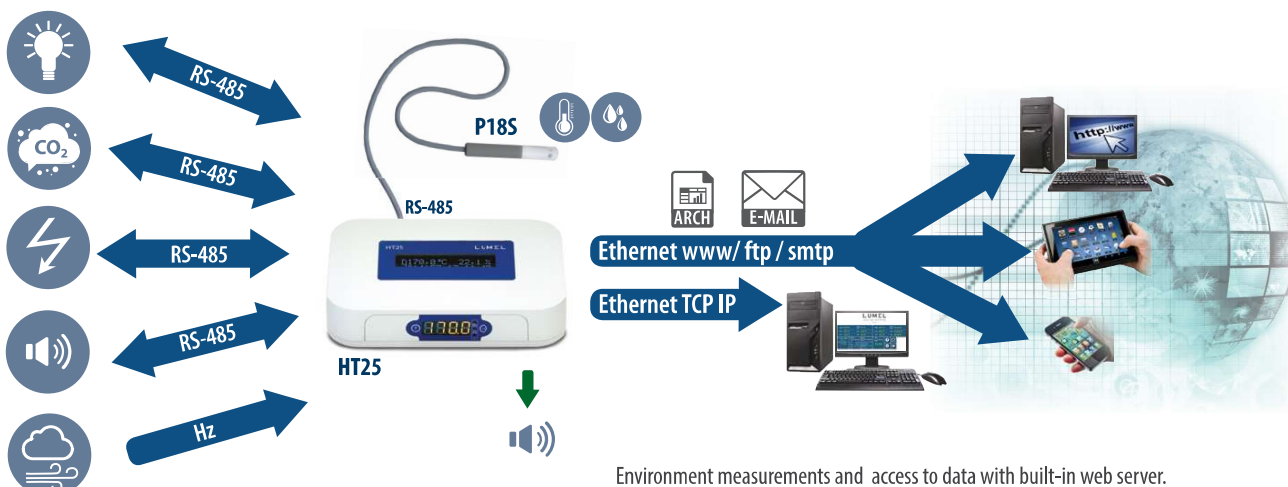 RS-485
CO₂
RS-485
RS-485
RS-485
Hz
P18S
RS-485
HT25
LUMEL
HT25
ARCH
E-MAIL
Ethernet www/ ftp / smtp
Ethernet TCP IP
http://www
LUMEL
Environment measurements and access to data with built-in web server.